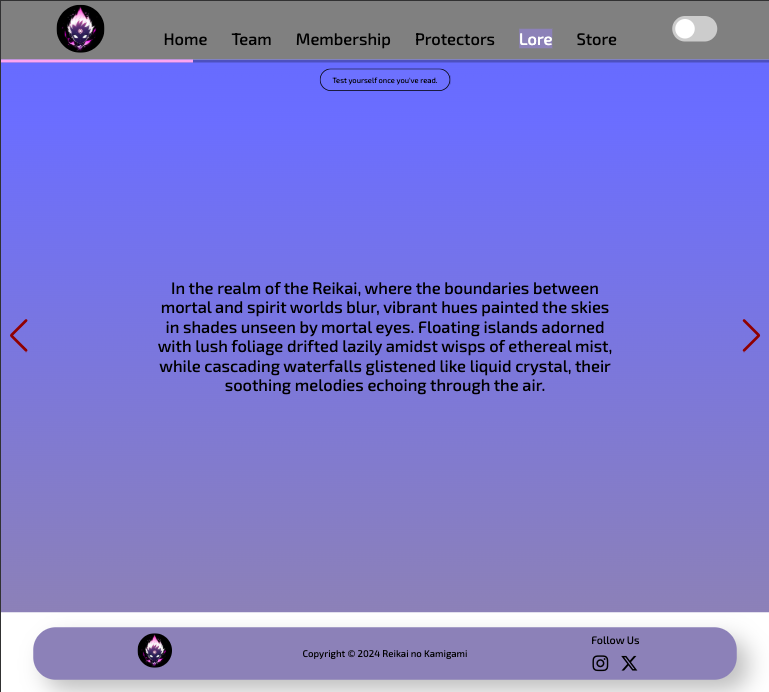 Home Team Membership Protectors Lore Store
Test yourself once you've read.
In the realm of the Reikai, where the boundaries between
mortal and spirit worlds blur, vibrant hues painted the skies
in shades unseen by mortal eyes. Floating islands adorned
with lush foliage drifted lazily amidst wisps of ethereal mist,
while cascading waterfalls glistened like liquid crystal, their
soothing melodies echoing through the air.
Copyright © 2024 Reikai no Kamigami
Follow Us